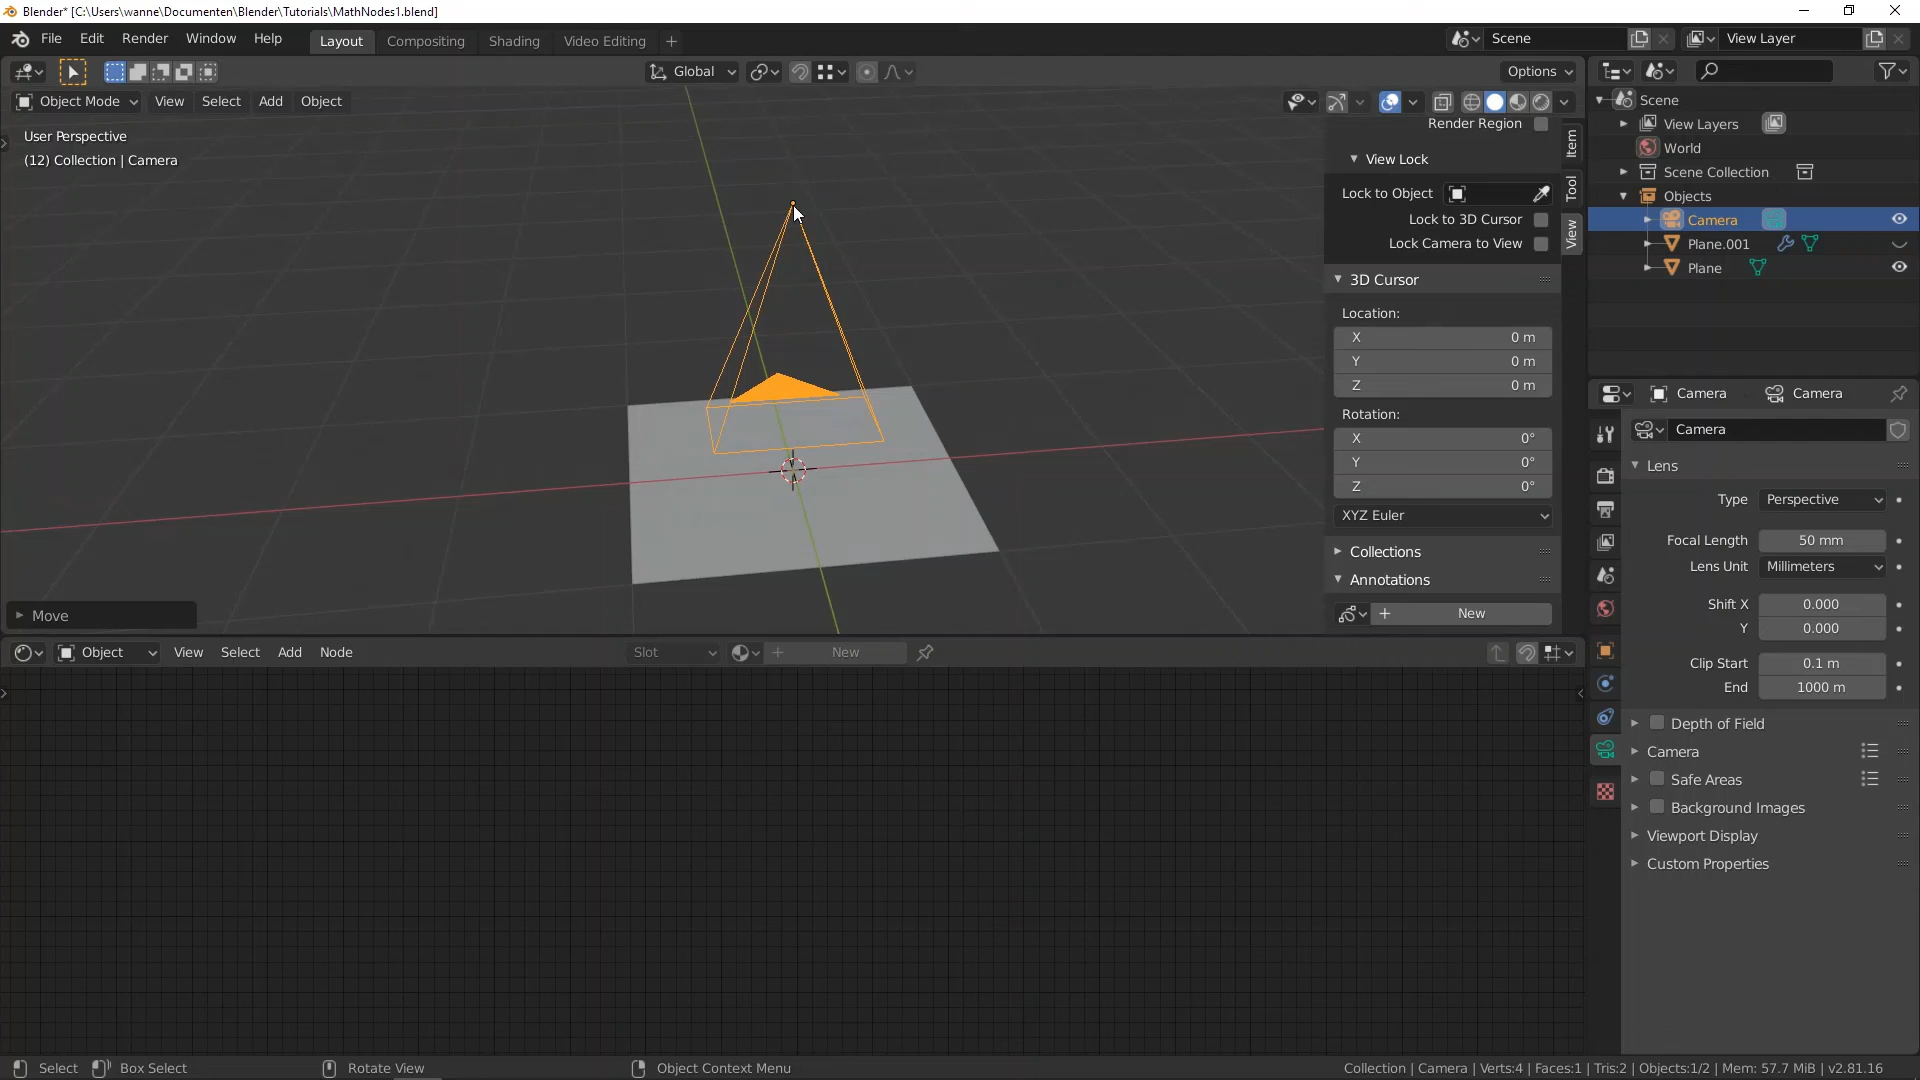 Blender* [C:\Users\wanne\Documenten\Blender\Tutorials\MathNodes1.blend]
File Edit Render Window Help Layout Compositing Shading Video Editing + Scene View Layer
Global Options
Object Mode View Select Add Object
User Perspective
(12) Collection | Camera
Move
Render Region
View Lock
Lock to Object
Lock to 3D Cursor
Lock Camera to View
3D Cursor
Location:
X 0 m
Y 0 m
Z 0 m
Rotation:
X 0°
Y 0°
Z 0°
XYZ Euler
Collections
Annotations
+ New
Item
Tool
View
Scene
View Layers
World
Scene Collection
Objects
Camera
Plane.001
Plane
Camera Camera
Camera
Lens
Type Perspective
Focal Length 50 mm
Lens Unit Millimeters
Shift X 0.000
Y 0.000
Clip Start 0.1 m
End 1000 m
Depth of Field
Camera
Safe Areas
Background Images
Viewport Display
Custom Properties
Object View Select Add Node Slot + New
Select Box Select Rotate View Object Context Menu Collection | Camera | Verts:4 | Faces:1 | Tris:2 | Objects:1/2 | Mem: 57.7 MiB | v2.81.16